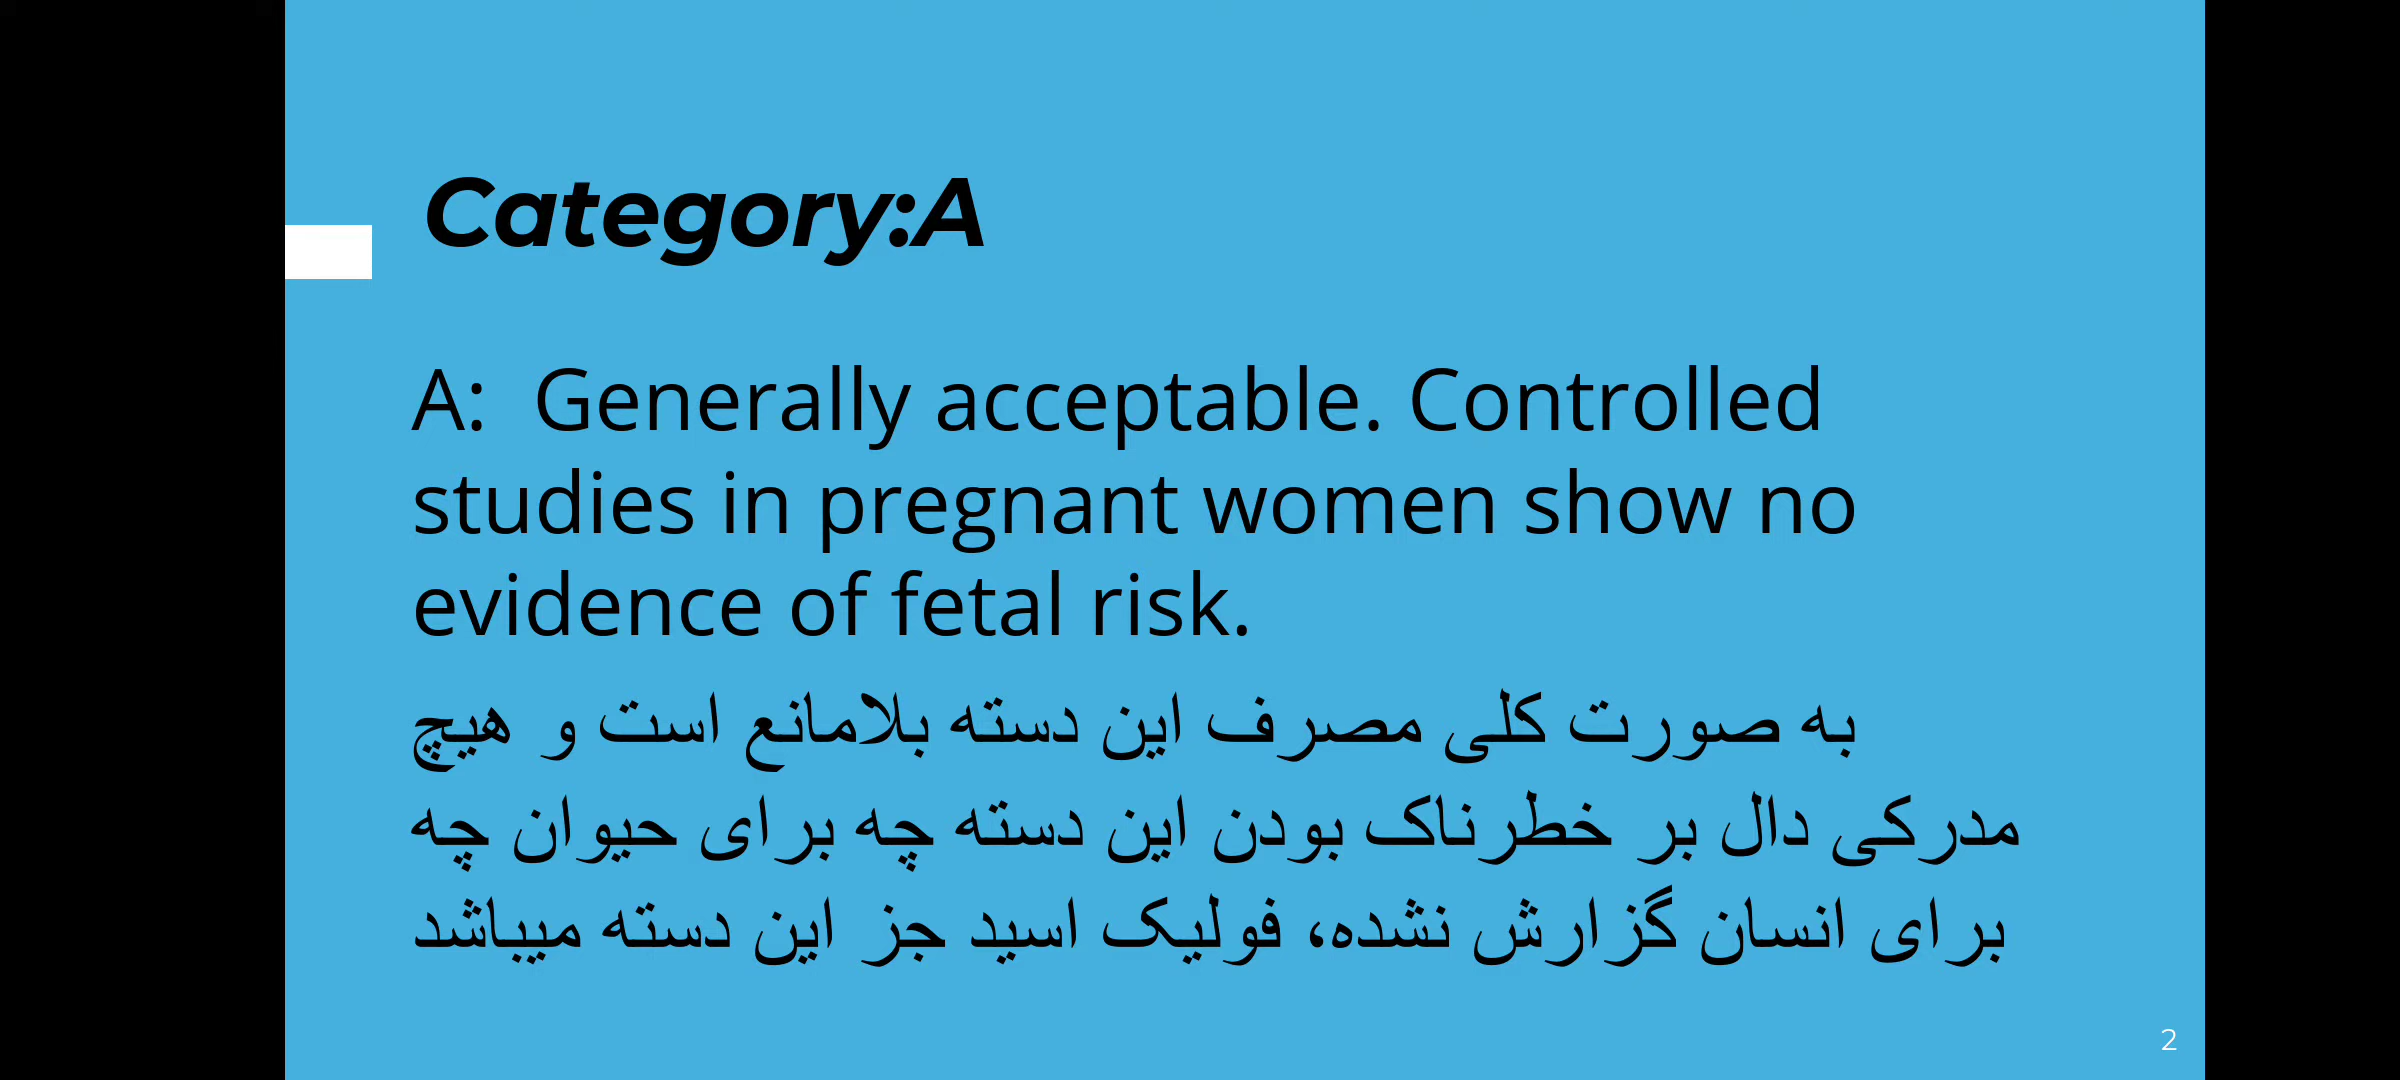 Category:A
A: Generally acceptable. Controlled
studies in pregnant women show no
evidence of fetal risk.
به صورت کلی مصرف این دسته بلامانع است و هیچ
مدرکی دال بر خطرناک بودن این دسته چه برای حیوان چه
برای انسان گزارش نشده، فولیک اسید جز این دسته میباشد
2